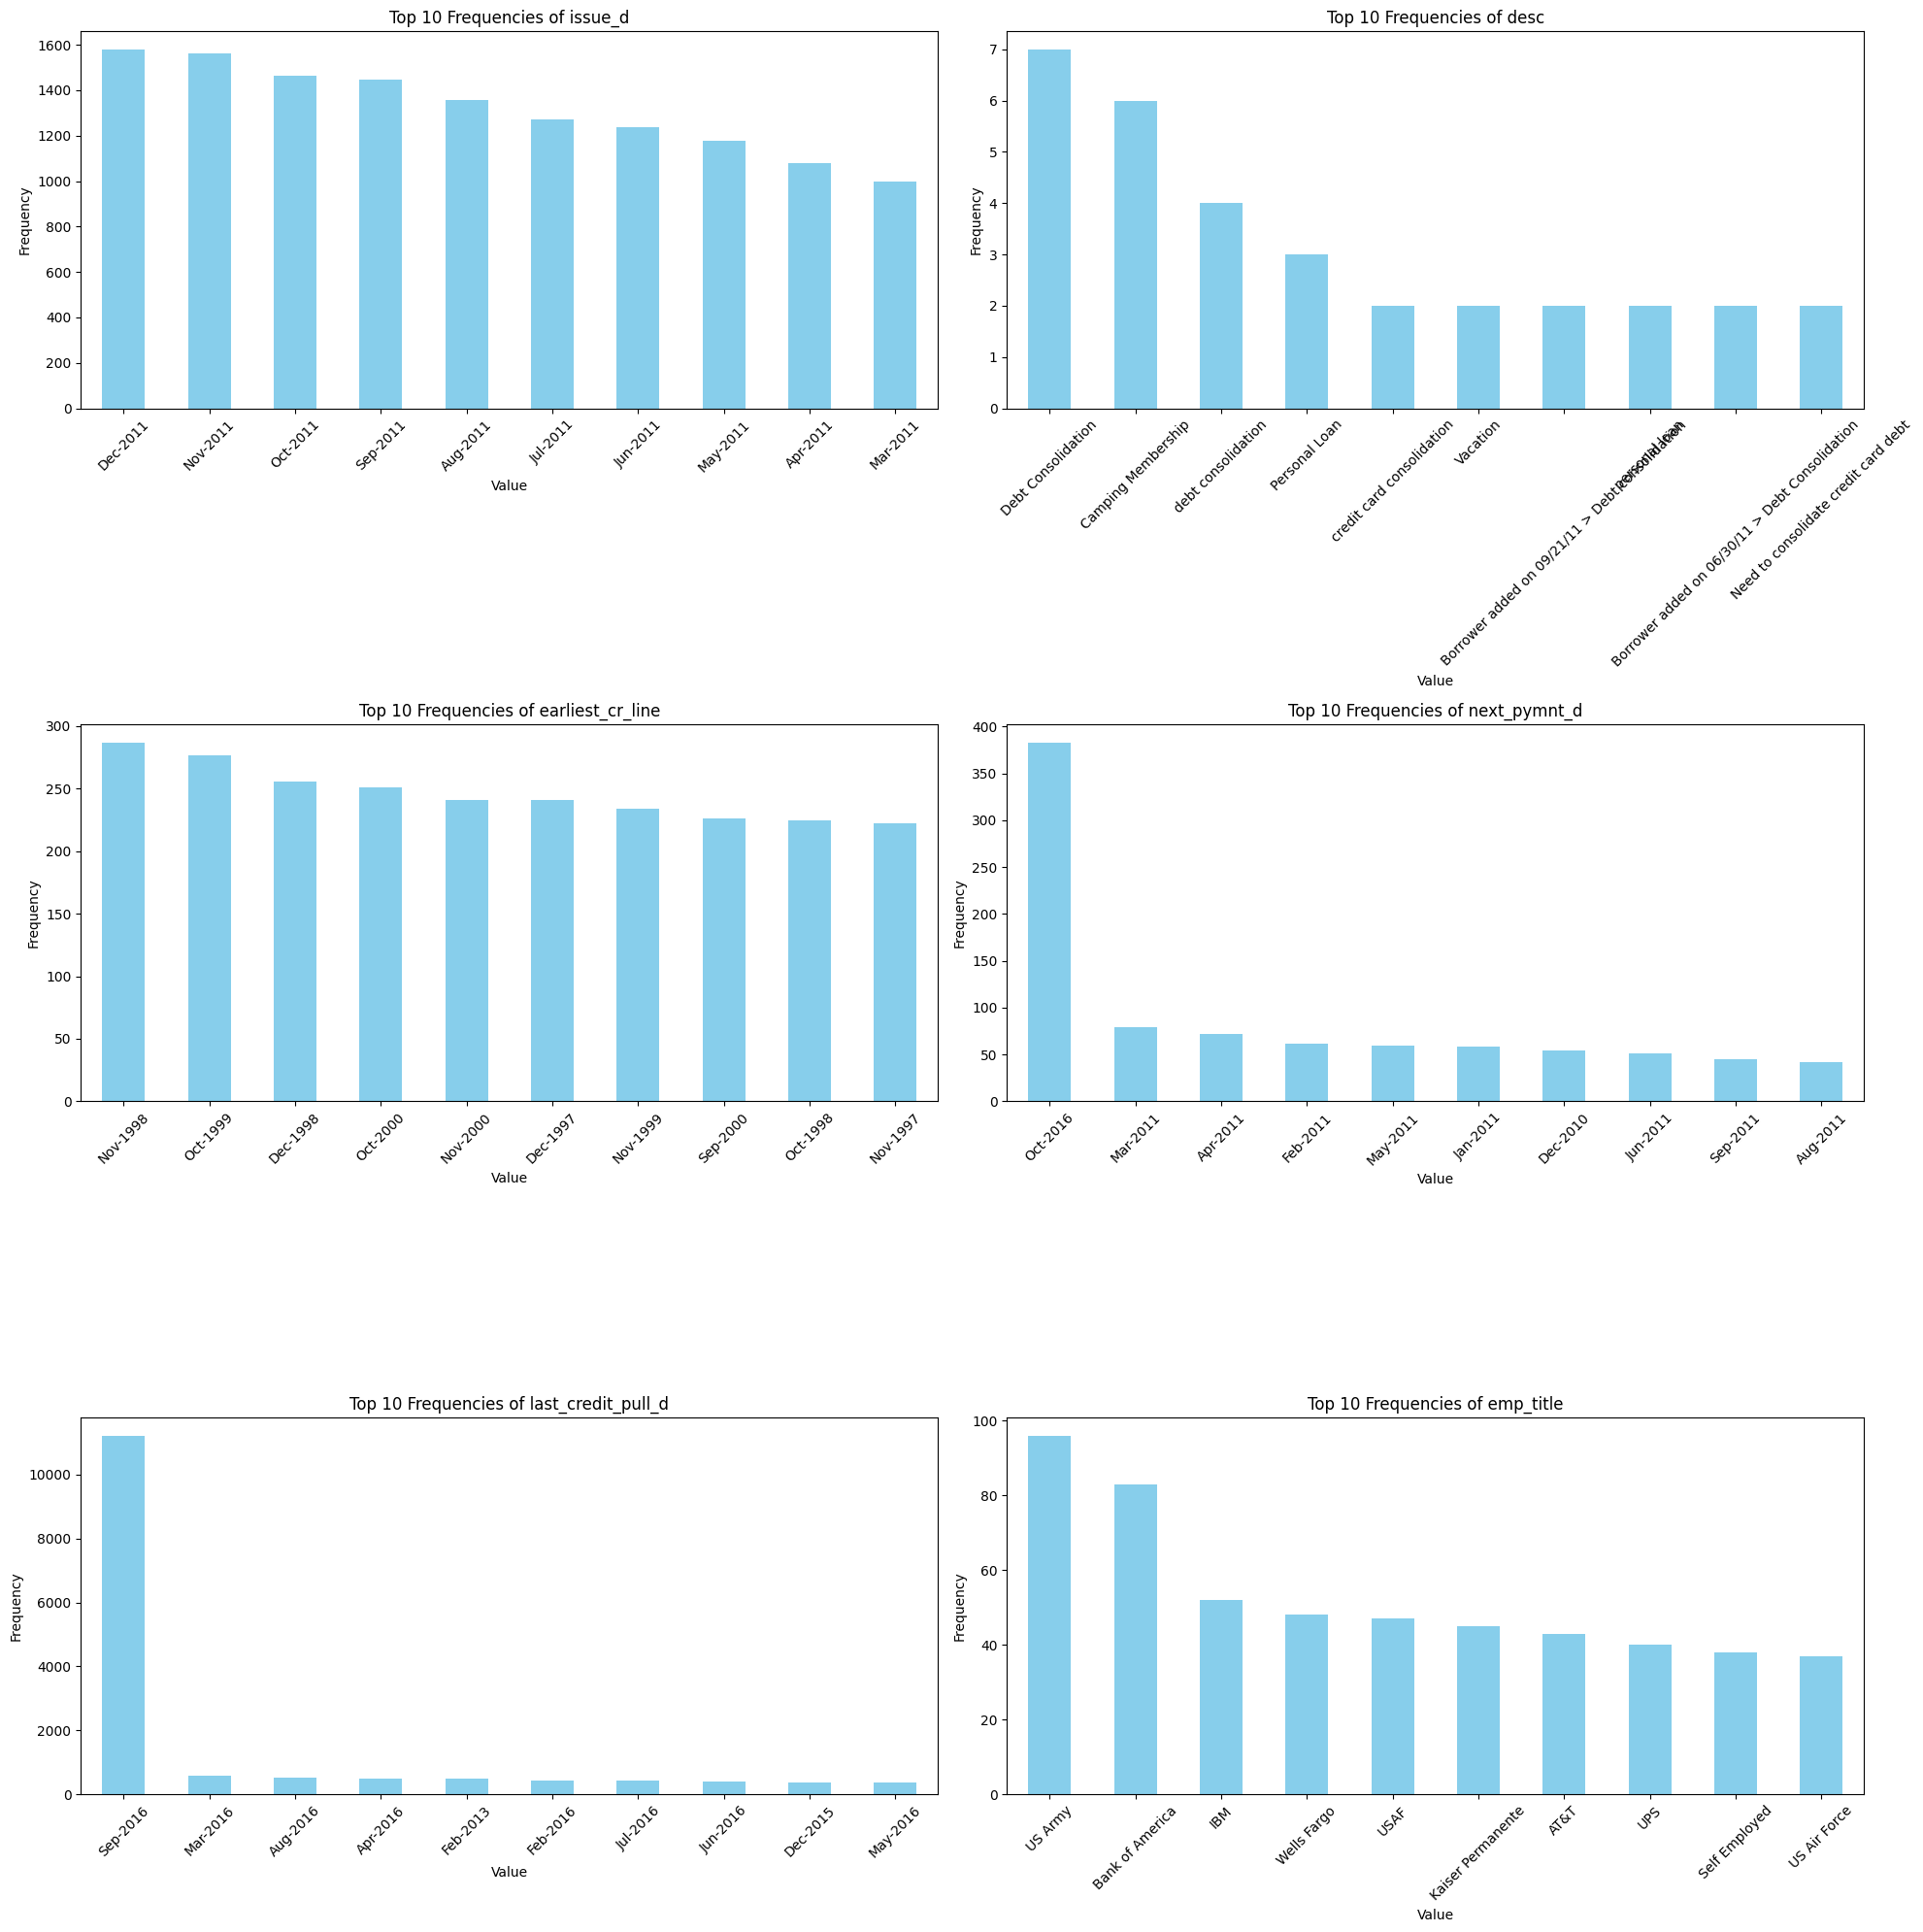 Top 10 Frequencies of issue_d
1600
1400
1200
1000
800
600
400
200
0
Frequency
Dec-2011
Nov-2011
Oct-2011
Sep-2011
Aug-2011
Jul-2011
Jun-2011
May-2011
Apr-2011
Mar-2011
Value
Top 10 Frequencies of desc
7
6
5
4
3
2
1
0
Frequency
Debt Consolidation
Camping Membership
debt consolidation
Personal Loan
credit card consolidation
Vacation
Borrower added on 09/21/11 > Debt consolidation
personal loan
Borrower added on 06/30/11 > Debt Consolidation
Need to consolidate credit card debt
Value
Top 10 Frequencies of earliest_cr_line
300
250
200
150
100
50
0
Frequency
Nov-1998
Oct-1999
Dec-1998
Oct-2000
Nov-2000
Dec-1997
Nov-1999
Sep-2000
Oct-1998
Nov-1997
Value
Top 10 Frequencies of next_pymnt_d
400
350
300
250
200
150
100
50
0
Frequency
Oct-2016
Mar-2011
Apr-2011
Feb-2011
May-2011
Jan-2011
Dec-2010
Jun-2011
Sep-2011
Aug-2011
Value
Top 10 Frequencies of last_credit_pull_d
10000
8000
6000
4000
2000
0
Frequency
Sep-2016
Mar-2016
Aug-2016
Apr-2016
Feb-2013
Feb-2016
Jul-2016
Jun-2016
Dec-2015
May-2016
Value
Top 10 Frequencies of emp_title
100
80
60
40
20
0
Frequency
US Army
Bank of America
IBM
Wells Fargo
USAF
Kaiser Permanente
AT&T
UPS
Self Employed
US Air Force
Value